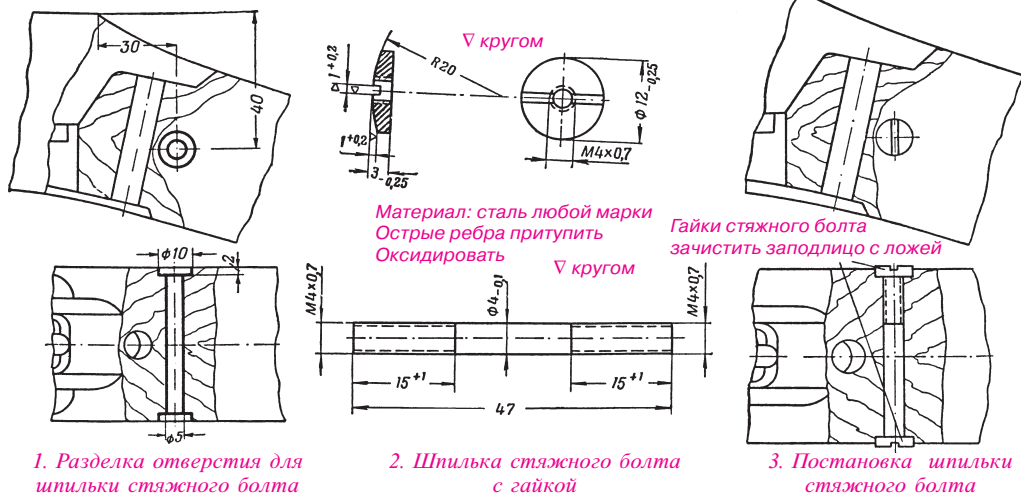 30
40
1+0,2
R20
∇ кругом
Φ12-0,25
1+0,2
3-0,25
M4×0,7
Материал: сталь любой марки
Острые ребра притупить
Оксидировать
Гайки стяжного болта
зачистить заподлицо с ложей
∇ кругом
Φ10
2
Φ5
M4×0,7
Φ4-0,1
M4×0,7
15+1
15+1
47
1. Разделка отверстия для
шпильки стяжного болта
2. Шпилька стяжного болта
с гайкой
3. Постановка шпильки
стяжного болта